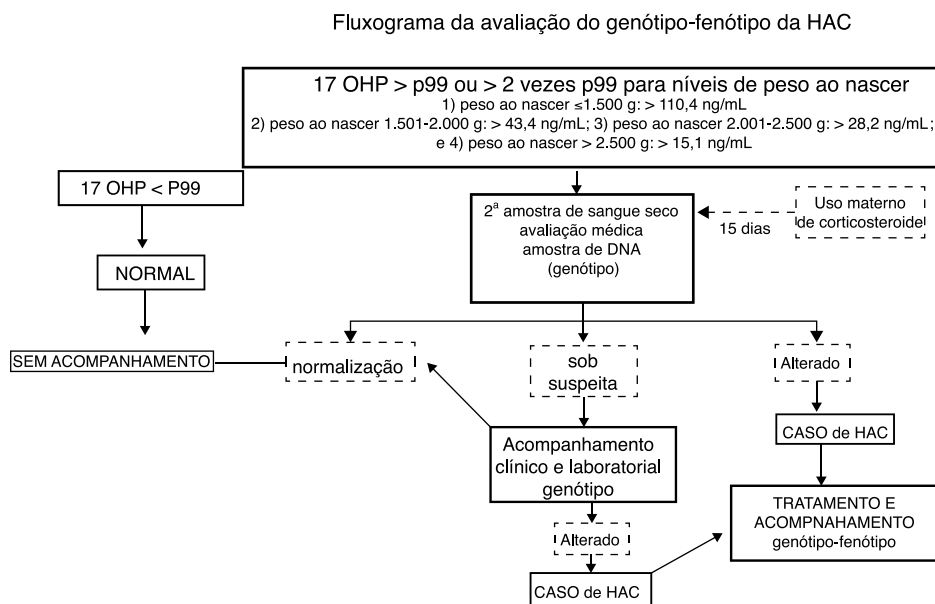 Fluxograma da avaliação do genótipo-fenótipo da HAC
17 OHP > p99 ou > 2 vezes p99 para níveis de peso ao nascer
1) peso ao nascer ≤1.500 g: > 110,4 ng/mL
2) peso ao nascer 1.501-2.000 g: > 43,4 ng/mL; 3) peso ao nascer 2.001-2.500 g: > 28,2 ng/mL;
e 4) peso ao nascer > 2.500 g: > 15,1 ng/mL
17 OHP < P99
2ª amostra de sangue seco
avaliação médica
amostra de DNA
(genótipo)
15 dias
Uso materno
de corticosteroide
NORMAL
SEM ACOMPANHAMENTO
normalização
sob
suspeita
Alterado
Acompanhamento
clínico e laboratorial
genótipo
CASO de HAC
TRATAMENTO E
ACOMPNAHAMENTO
genótipo-fenótipo
Alterado
CASO DE HAC